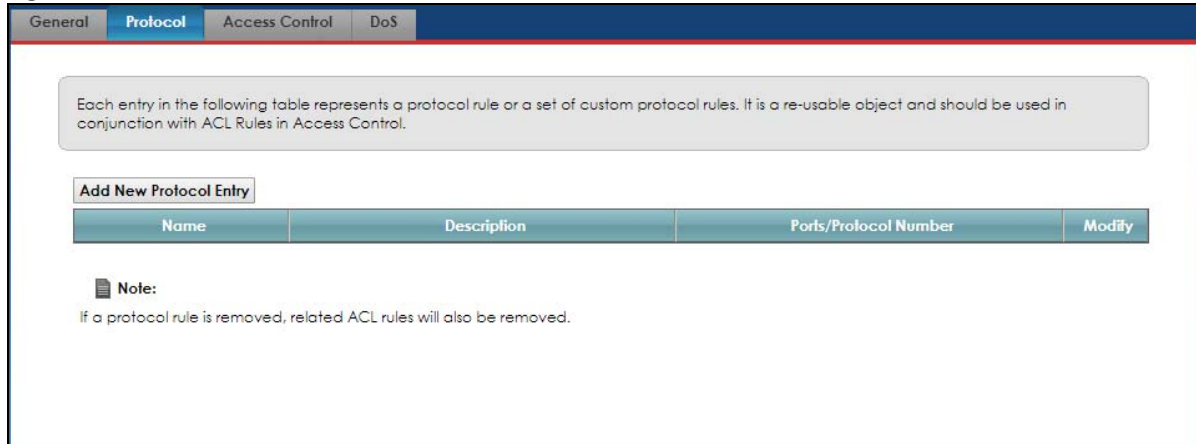 General Protocol Access Control DoS
Each entry in the following table represents a protocol rule or a set of custom protocol rules. It is a re-usable object and should be used in
conjunction with ACL Rules in Access Control.
Add New Protocol Entry
Name Description Ports/Protocol Number Modify
Note:
If a protocol rule is removed, related ACL rules will also be removed.